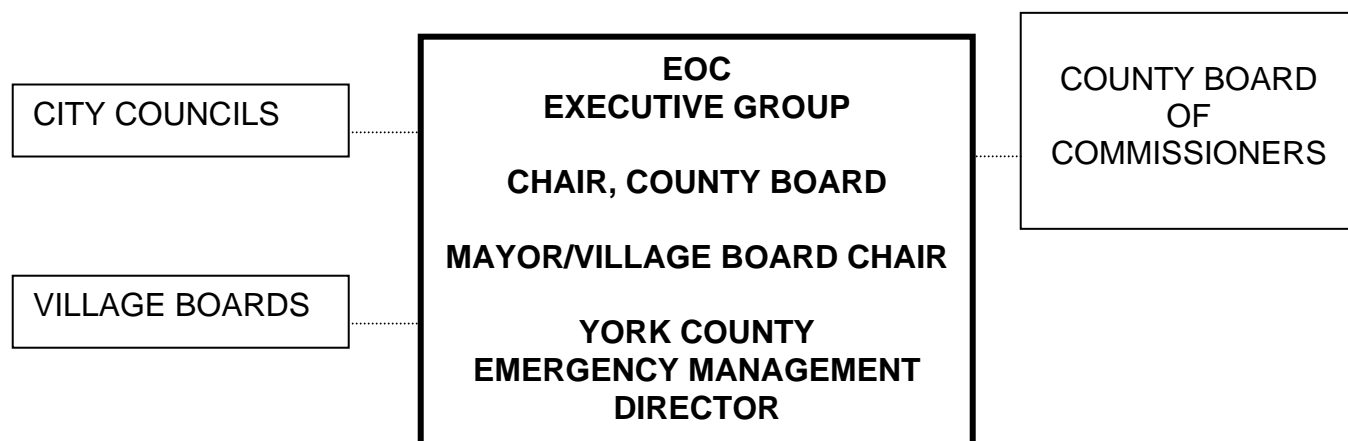 CITY COUNCILS
VILLAGE BOARDS
EOC
EXECUTIVE GROUP
CHAIR, COUNTY BOARD
MAYOR/VILLAGE BOARD CHAIR
YORK COUNTY
EMERGENCY MANAGEMENT
DIRECTOR
COUNTY BOARD
OF
COMMISSIONERS